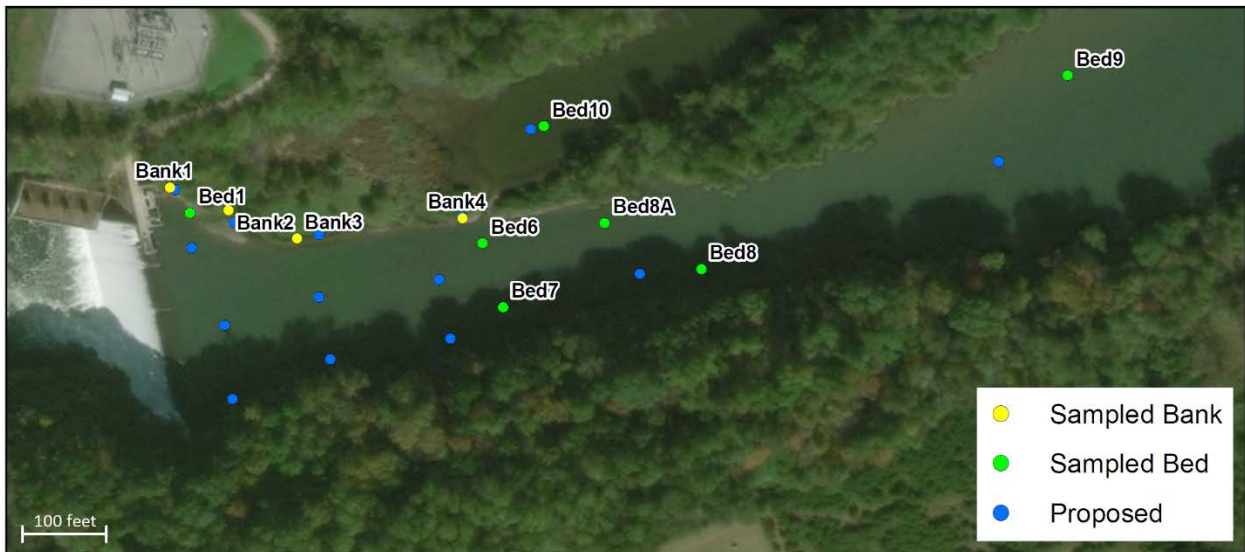 Bed9
Bed10
Bank1
Bed1
Bank2
Bank3
Bank4
Bed6
Bed8A
Bed8
Bed7
Sampled Bank
Sampled Bed
Proposed
100 feet